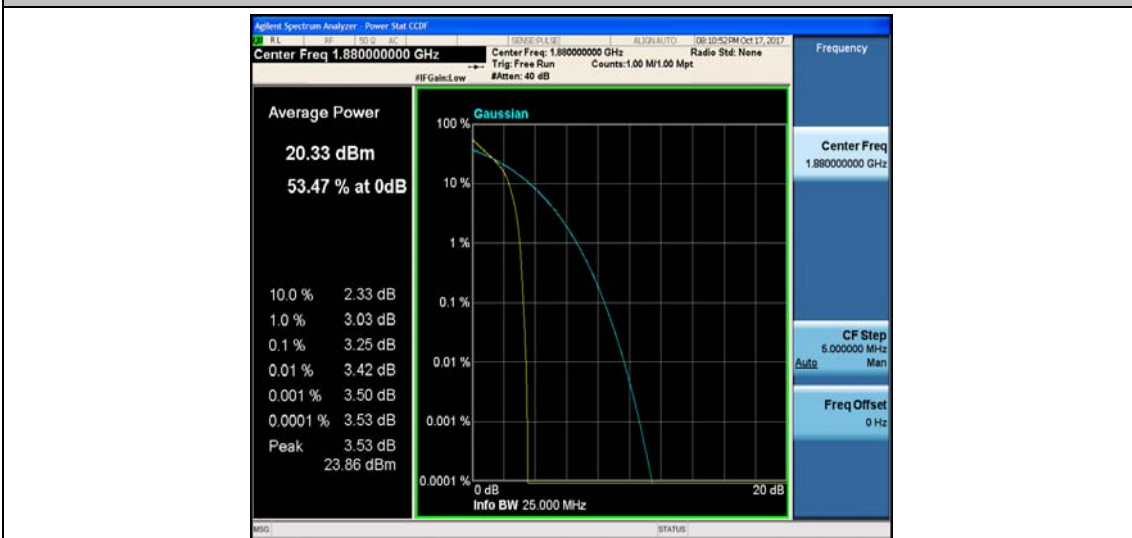 Agilent Spectrum Analyzer - Power Stat CCDF
RL RF 50 Ω AC SENSE:PULSE ALIGNAUTO 08:10:52PM Oct 17, 2017
Center Freq 1.880000000 GHz
Center Freq: 1.880000000 GHz Radio Std: None
Trig: Free Run Counts:1.00 M/1.00 Mpt
#IFGain:Low #Atten: 40 dB
Frequency
Average Power
20.33 dBm
53.47 % at 0dB
10.0 % 2.33 dB
1.0 % 3.03 dB
0.1 % 3.25 dB
0.01 % 3.42 dB
0.001 % 3.50 dB
0.0001 % 3.53 dB
Peak 3.53 dB
23.86 dBm
Gaussian
100 %
10 %
1 %
0.1 %
0.01 %
0.001 %
0.0001 %
0 dB 20 dB
Info BW 25.000 MHz
Center Freq
1.880000000 GHz
CF Step
5.000000 MHz
Auto Man
Freq Offset
0 Hz
MSG STATUS